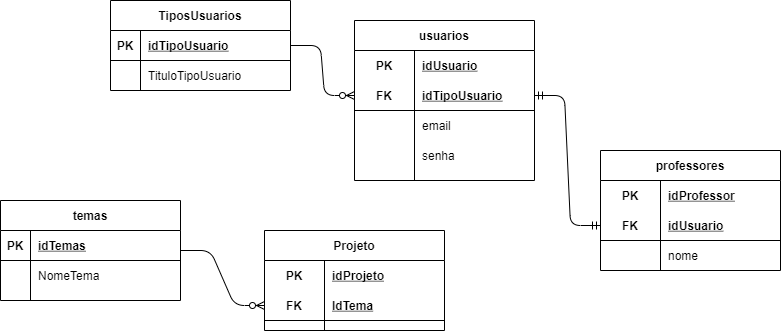 TiposUsuarios
PK idTipoUsuario
TituloTipoUsuario
usuarios
PK idUsuario
FK idTipoUsuario
email
senha
professores
PK idProfessor
FK idUsuario
nome
temas
PK idTemas
NomeTema
Projeto
PK idProjeto
FK IdTema